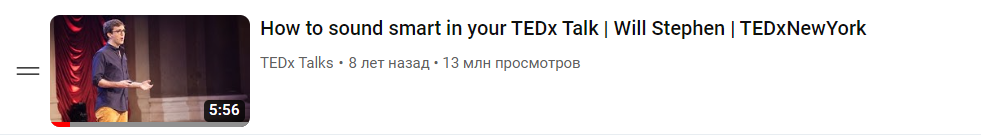 How to sound smart in your TEDx Talk | Will Stephen | TEDxNewYork
TEDx Talks • 8 лет назад • 13 млн просмотров
5:56